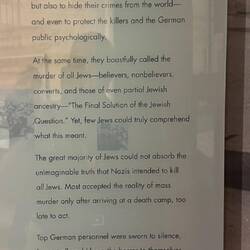 but also to hide their crimes from the world—
and even to protect the killers and the German
public psychologically.
At the same time, they boastfully called the
murder of all Jews—believers, nonbelievers,
converts, and those of even partial Jewish
ancestry—"The Final Solution of the Jewish
Question." Yet, few Jews could truly comprehend
what this meant.
The great majority of Jews could not absorb the
unimaginable truth that Nazis intended to kill
all Jews. Most accepted the reality of mass
murder only after arriving at a death camp, too
late to act.
Top German personnel were sworn to silence,